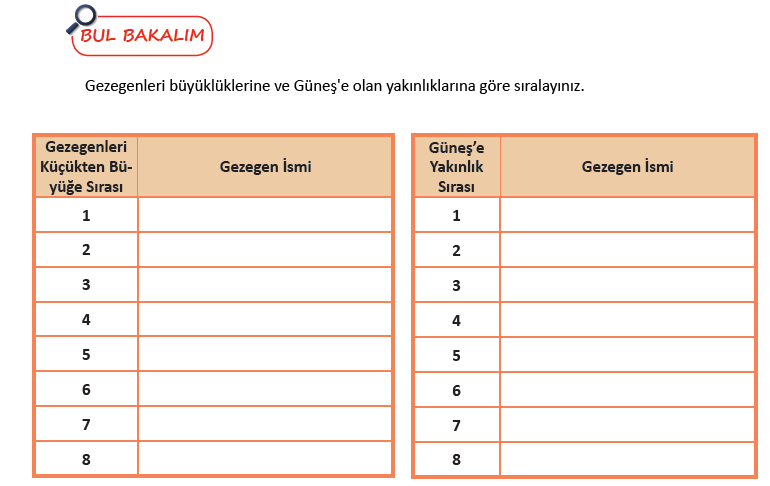 BUL BAKALIM
Gezegenleri büyüklüklerine ve Güneş'e olan yakınlıklarına göre sıralayınız.
Gezegenleri
Küçükten Bü-
yüğe Sırası
Gezegen İsmi
1
2
3
4
5
6
7
8
Güneş’e
Yakınlık
Sırası
Gezegen İsmi
1
2
3
4
5
6
7
8